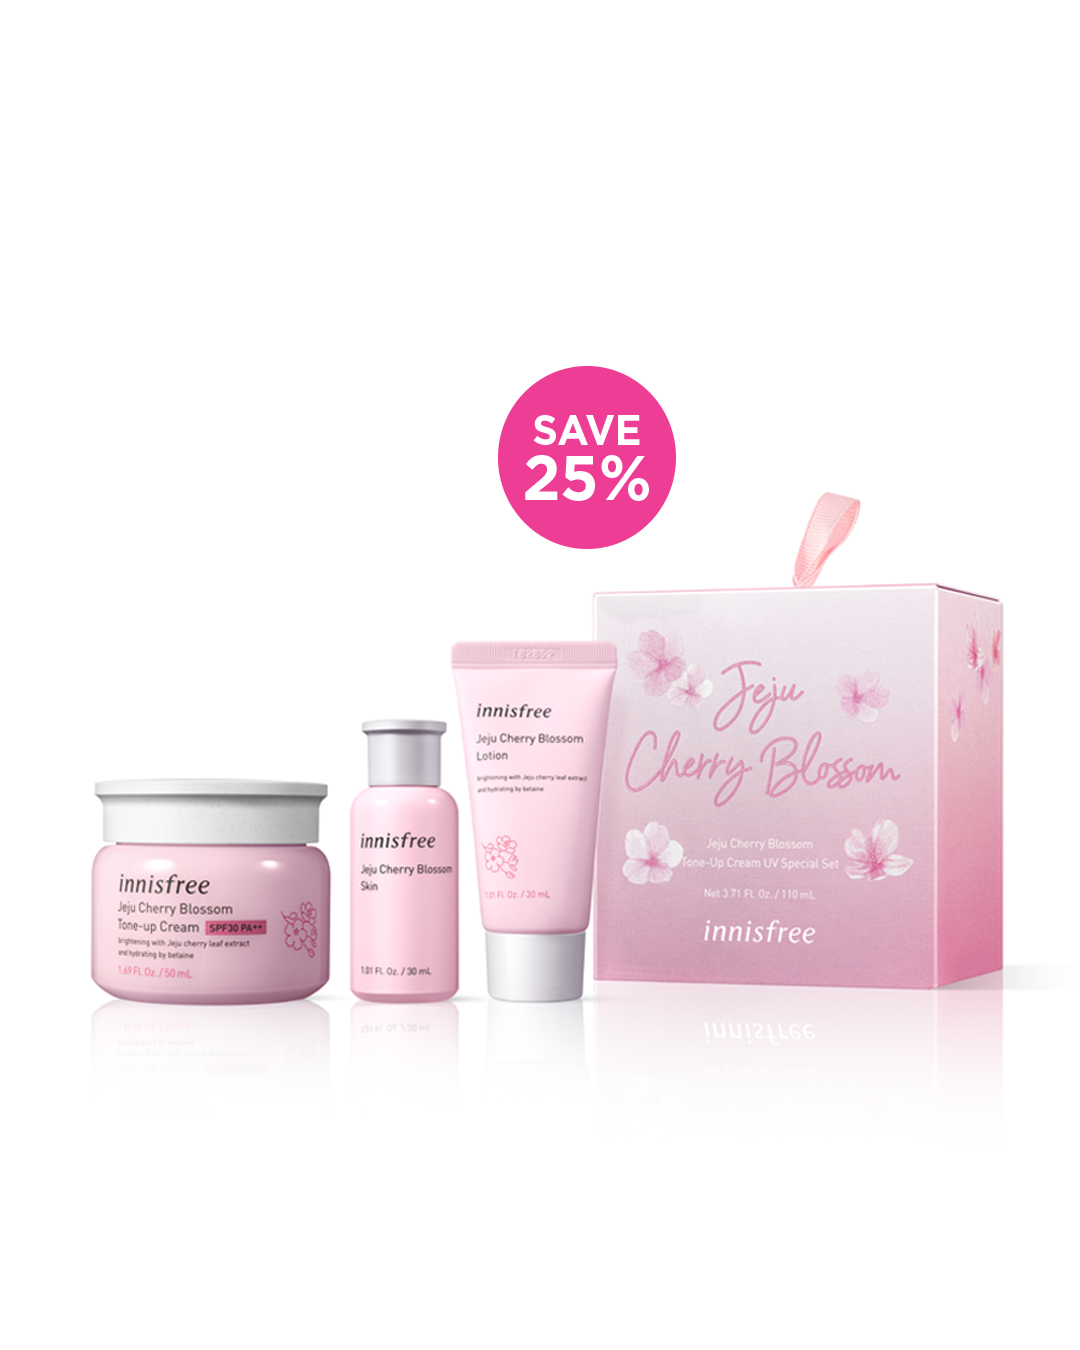 SAVE
25%
innisfree
Jeju Cherry Blossom
Tone-up Cream SPF30 PA++
brightening with Jeju cherry leaf extract
and hydrating by betaine
1.69 FL Oz. / 50 mL
innisfree
Jeju Cherry Blossom
Skin
1.01 FL Oz. / 30 mL
T82852
innisfree
Jeju Cherry Blossom
Lotion
brightening with Jeju cherry leaf extract
and hydrating by betaine
1.01 FL Oz. / 30 mL
Jeju
Cherry Blossom
Jeju Cherry Blossom
Tone-Up Cream UV Special Set
Net 3.71 Fl. Oz. / 110 mL
innisfree